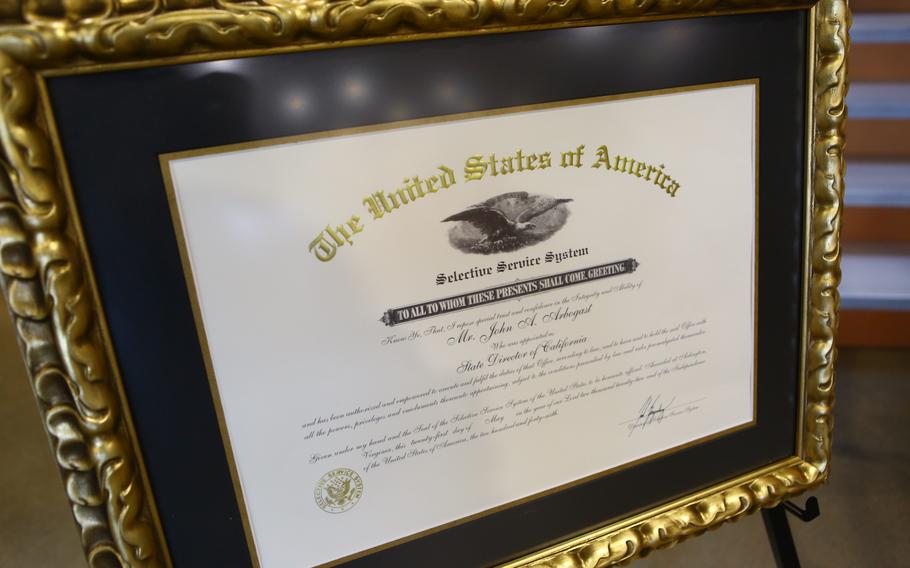 The United States of America
Selective Service System
TO ALL TO WHOM THESE PRESENTS SHALL COME, GREETING
Know Ye, That, I repose special trust and confidence in the Integrity and Ability of
Mr. John A. Arbogast
Who was appointed as
State Director of California
and has been authorized and empowered to execute and fulfil the duties of that Office, according to law, and to have and to hold the said Office with
all the powers, privileges and emoluments thereunto appertaining, subject to the conditions prescribed by law and rules promulgated thereunder.
Given under my hand and the Seal of the Selective Service System of the United States, to be hereunto affixed. Awarded at Arlington,
Virginia, this twenty-first day of May in the year of our Lord two thousand twenty-two and of the Independence
of the United States of America, the two hundred and forty-sixth.
SELECTIVE SERVICE SYSTEM